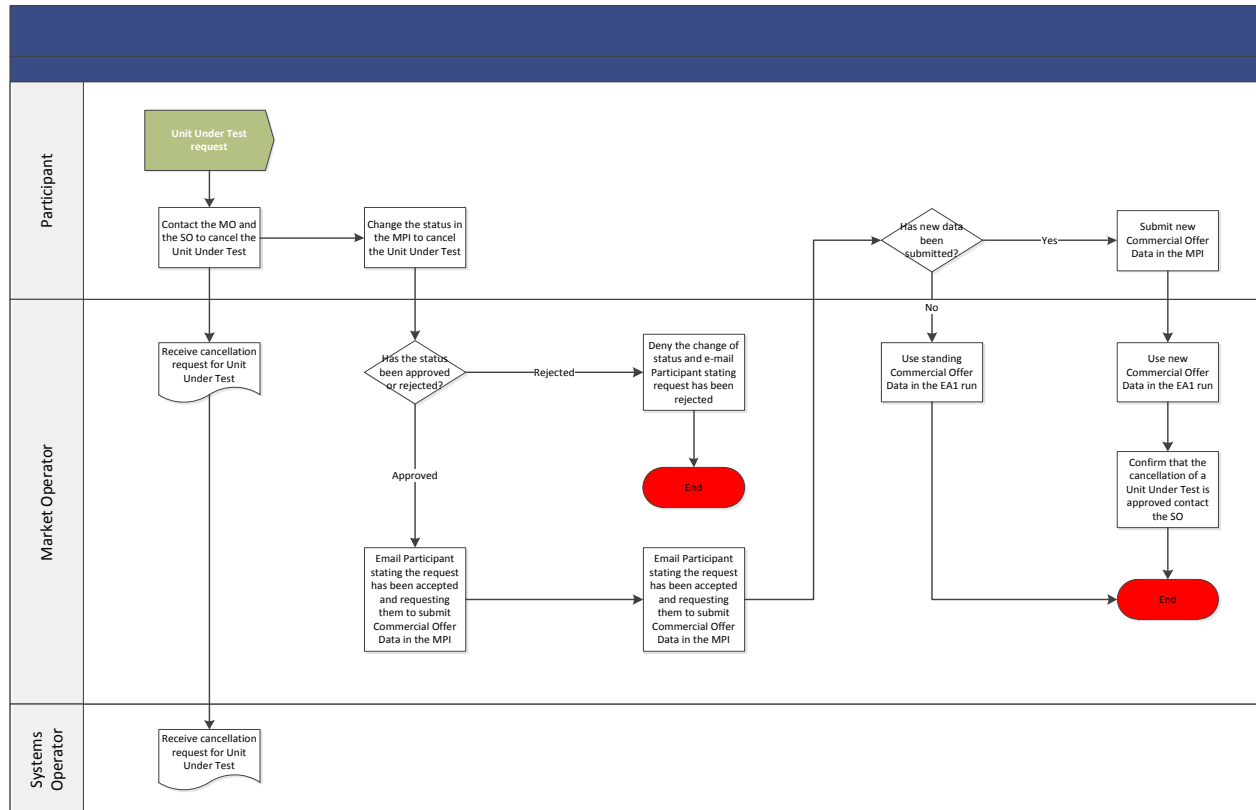 Participant
Unit Under Test
request
Contact the MO and
the SO to cancel the
Unit Under Test
Change the status in
the MPI to cancel
the Unit Under Test
Has new data
been
submitted?
Yes
Submit new
Commercial Offer
Data in the MPI
Market Operator
No
Receive cancellation
request for Unit
Under Test
Has the status
been approved
or rejected?
Rejected
Deny the change of
status and e-mail
Participant stating
request has been
rejected
Use standing
Commercial Offer
Data in the EA1 run
Use new
Commercial Offer
Data in the EA1 run
Approved
End
Confirm that the
cancellation of a
Unit Under Test is
approved contact
the SO
Email Participant
stating the request
has been accepted
and requesting
them to submit
Commercial Offer
Data in the MPI
Email Participant
stating the request
has been accepted
and requesting
them to submit
Commercial Offer
Data in the MPI
End
Systems
Operator
Receive cancellation
request for Unit
Under Test